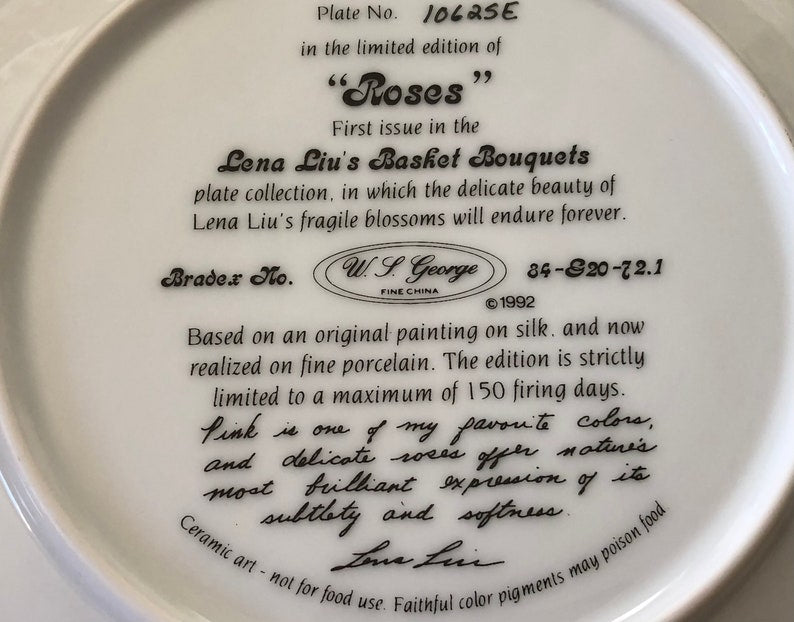 Plate No. 1062SE
in the limited edition of
“Roses”
First issue in the
Lena Liu's Basket Bouquets
plate collection, in which the delicate beauty of
Lena Liu's fragile blossoms will endure forever.
Bradex No. W. S. George 84-G20-72.1
FINE CHINA
©1992
Based on an original painting on silk, and now
realized on fine porcelain. The edition is strictly
limited to a maximum of 150 firing days.
Pink is one of my favorite colors,
and delicate roses offer nature's
most brilliant expression of its
subtlety and softness.
Lena Liu
Ceramic art - not for food use. Faithful color pigments may poison food